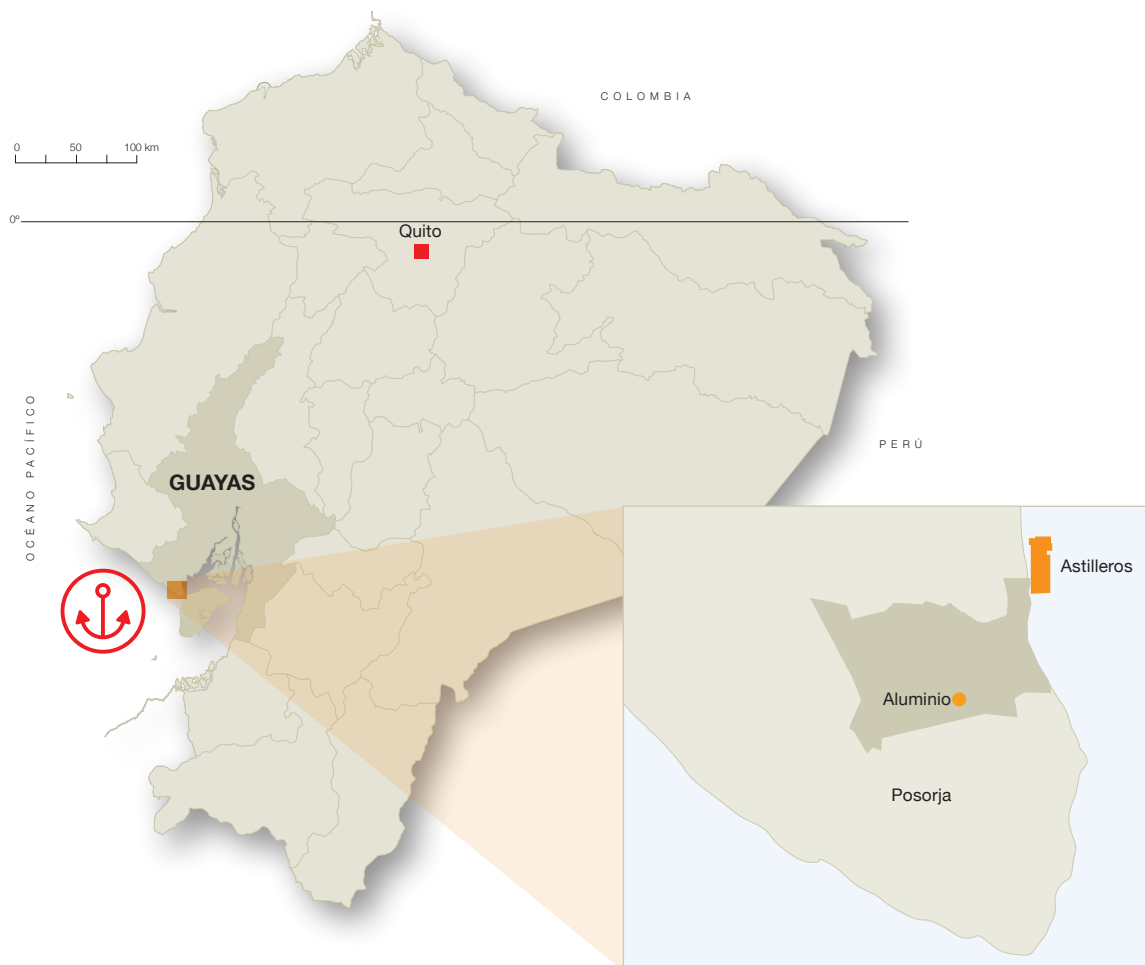 COLOMBIA
0 50 100 km
0º
Quito
OCÉANO PACÍFICO
PERÚ
GUAYAS
Astilleros
Aluminio
Posorja